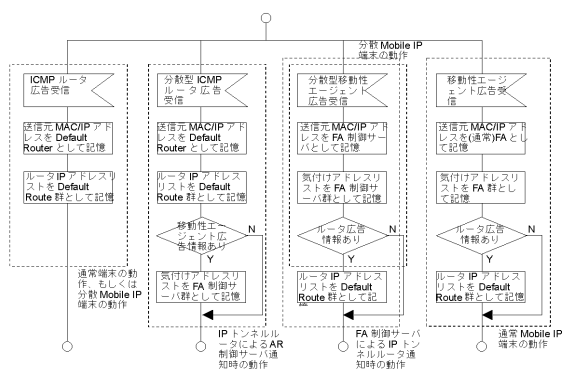 分散 Mobile IP
端末の動作
ICMP ルータ
広告受信
分散型 ICMP
ルータ広告
受信
分散型移動性
エージェント
広告受信
移動性エージ
ェント広告受
信
送信元 MAC/IP アド
レスを Default
Router として記憶
送信元 MAC/IP アド
レスを Default
Router として記憶
送信元 MAC/IP アド
レスを FA 制御サー
バとして記憶
送信元 MAC/IP アド
レスを(通常)FA とし
て記憶
ルータ IP アドレス
リストを Default
Route 群として記憶
ルータ IP アドレス
リストを Default
Route 群として記憶
気付けアドレスリ
ストを FA 制御サ
ーバ群として記憶
気付けアドレスリ
ストを FA 群とし
て記憶
移動性エー
ジェント広
告情報あり
N
Y
ルータ広告
情報あり
N
Y
ルータ広告
情報あり
N
Y
通常端末の動
作、もしくは
分散 Mobile IP
端末の動作
気付けアドレスリ
ストを FA 制御サ
ーバ群として記憶
ルータ IP アドレス
リストを Default
Route 群として記
憶
ルータ IP アドレス
リストを Default
Route 群として記憶
IP トンネルル
ータによる AR
制御サーバ通
知時の動作
FA 制御サーバ
による IP トン
ネルルータ通
知時の動作
通常 Mobile IP
端末の動作